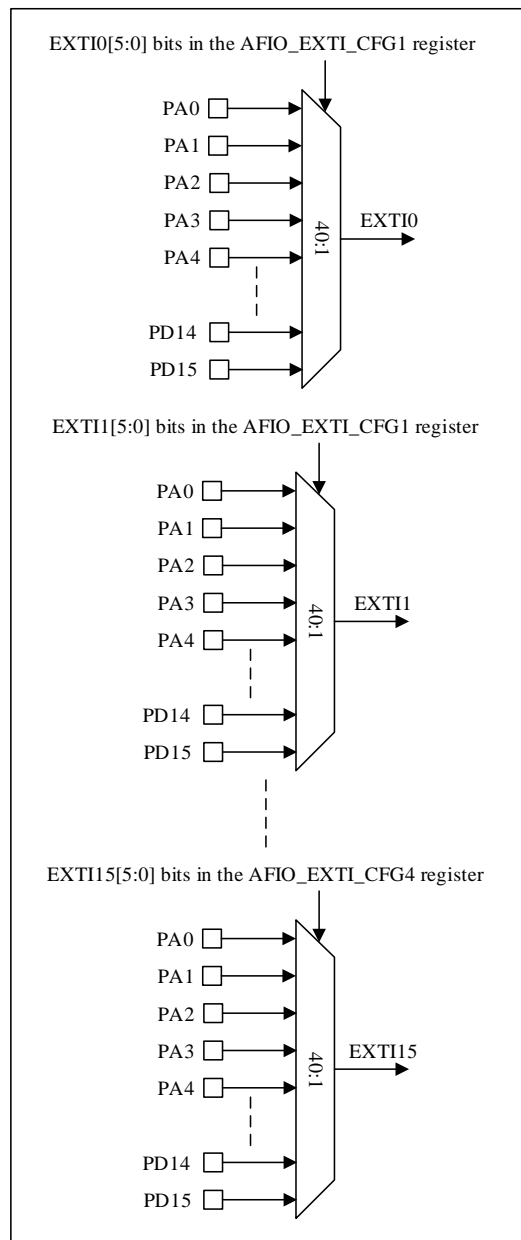 EXTI0[5:0] bits in the AFIO_EXTI_CFG1 register
PA0
PA1
PA2
PA3
PA4
PD14
PD15
40:1
EXTI0
EXTI1[5:0] bits in the AFIO_EXTI_CFG1 register
PA0
PA1
PA2
PA3
PA4
PD14
PD15
40:1
EXTI1
EXTI15[5:0] bits in the AFIO_EXTI_CFG4 register
PA0
PA1
PA2
PA3
PA4
PD14
PD15
40:1
EXTI15